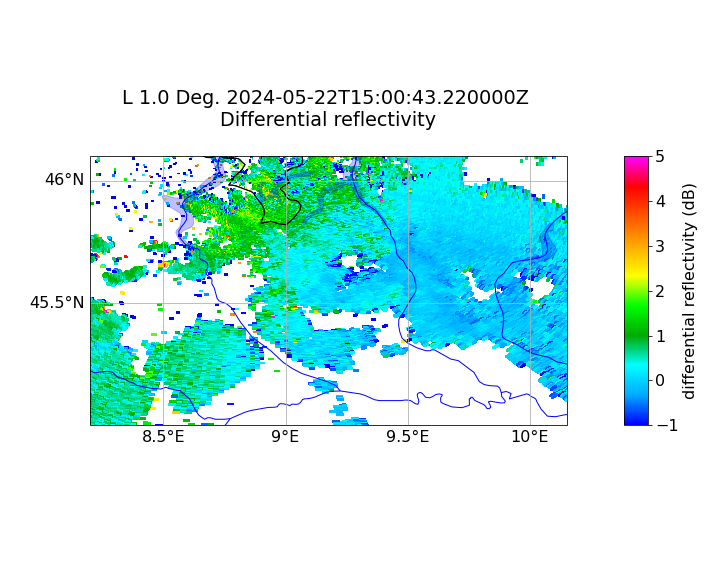 L 1.0 Deg. 2024-05-22T15:00:43.220000Z
Differential reflectivity
46°N
45.5°N
8.5°E
9°E
9.5°E
10°E
5
4
3
2
1
0
−1
differential reflectivity (dB)